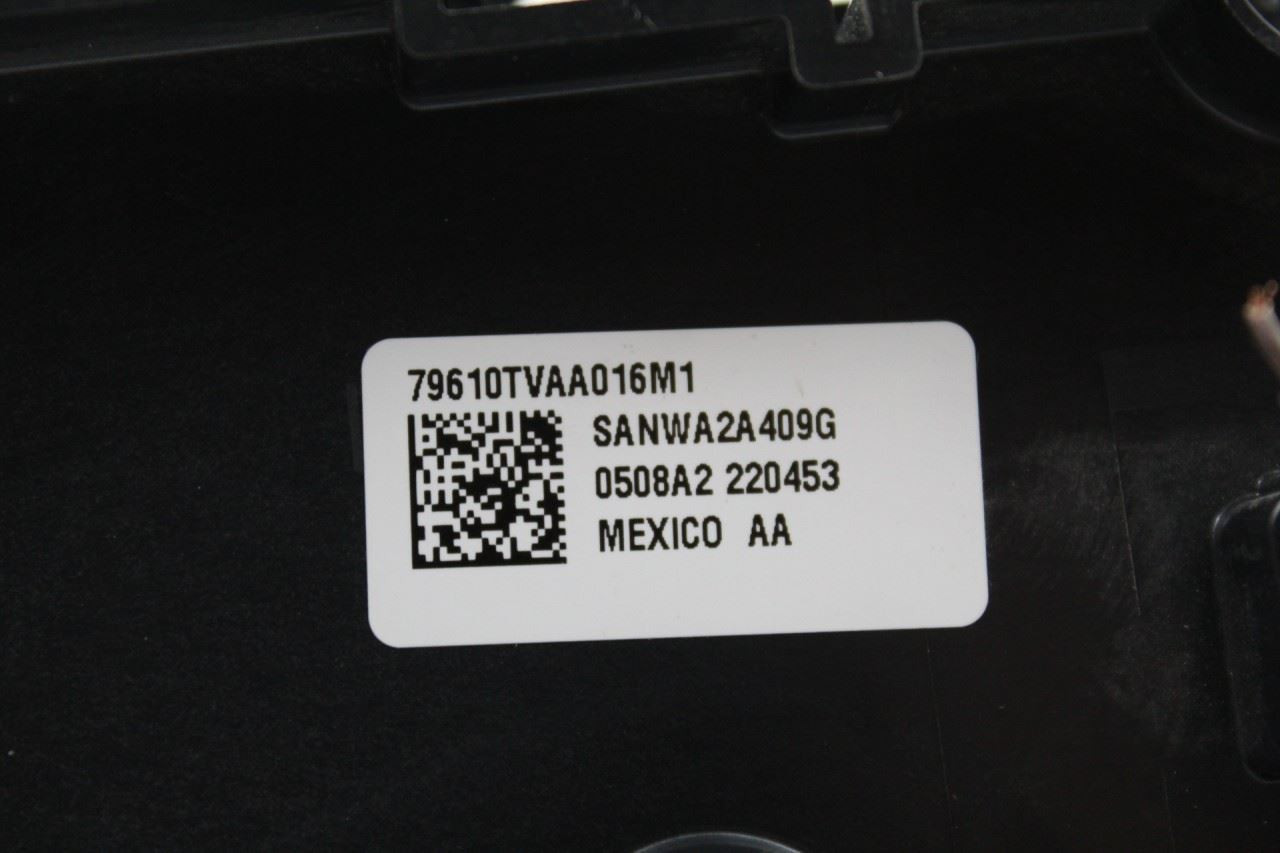 79610TVAA016M1
SANWA2A409G
0508A2 220453
MEXICO AA